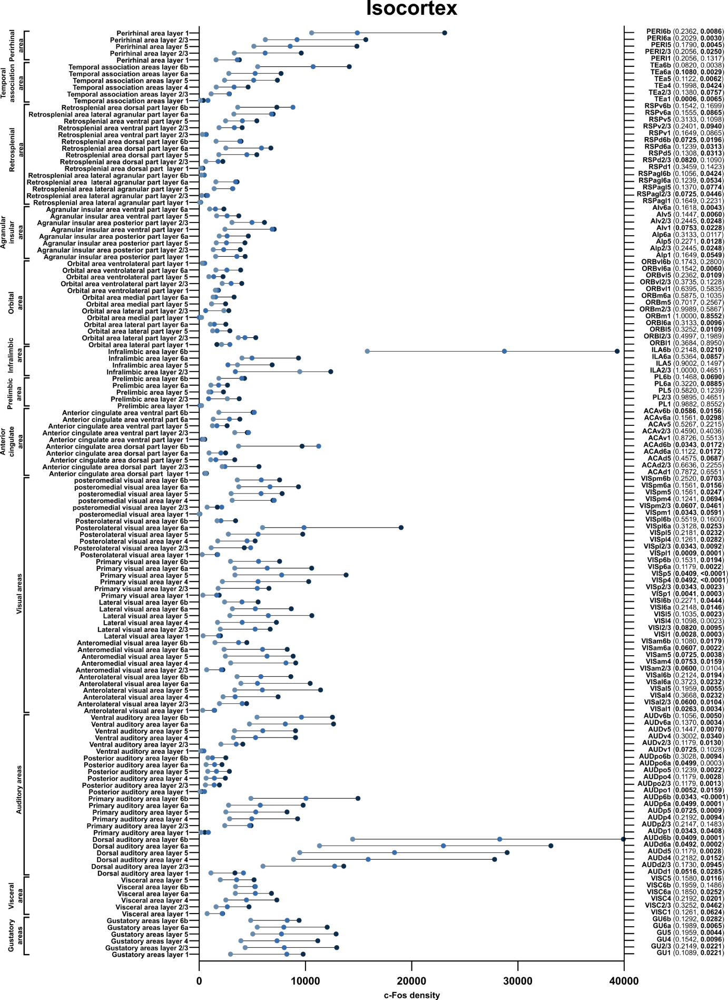 Isocortex
Perirhinal area
Perirhinal area layer 1 PERI6b (0.2362, 0.0086)
Perirhinal area layer 2/3 PERI6a (0.2029, 0.0030)
Perirhinal area layer 5 PERI5 (0.1790, 0.0045)
Perirhinal area layer 2/3 PERI2/3 (0.2056, 0.0250)
Perirhinal area layer 1 PERI1 (0.2056, 0.1317)
Temporal association area
Temporal association areas layer 6b TEa6b (0.0820, 0.0038)
Temporal association areas layer 6a TEa6a (0.1080, 0.0029)
Temporal association areas layer 5 TEa5 (0.1122, 0.0062)
Temporal association areas layer 4 TEa4 (0.1998, 0.0424)
Temporal association areas layer 2/3 TEa2/3 (0.1380, 0.0757)
Temporal association areas layer 1 TEa1 (0.0006, 0.0065)
Retrosplenial area
Retrosplenial area dorsal part layer 6b RSPv6b (0.1542, 0.1699)
Retrosplenial area lateral agranular part layer 6a RSPv6a (0.1555, 0.0865)
Retrosplenial area ventral part layer 5 RSPv5 (0.3133, 0.1098)
Retrosplenial area ventral part layer 2/3 RSPv2/3 (0.2401, 0.0940)
Retrosplenial area ventral part layer 2/3 RSPv1 (0.1649, 0.0865)
Retrosplenial area dorsal part layer 6b RSPd6b (0.0725, 0.0196)
Retrosplenial area dorsal part layer 6a RSPd6a (0.1239, 0.0313)
Retrosplenial area dorsal part layer 5 RSPd5 (0.1308, 0.0313)
Retrosplenial area dorsal part layer 2/3 RSPd2/3 (0.0820, 0.1090)
Retrosplenial area dorsal part layer 1 RSPd1 (0.3459, 0.1423)
Retrosplenial area lateral agranular part layer 6b RSPagl6b (0.1056, 0.0424)
Retrosplenial area lateral agranular part layer 6a RSPagl6a (0.1239, 0.0534)
Retrosplenial area lateral agranular part layer 5 RSPagl5 (0.1370, 0.0774)
Retrosplenial area lateral agranular part layer 2/3 RSPagl2/3 (0.0725, 0.0446)
Retrosplenial area lateral agranular part layer 1 RSPagl1 (0.1649, 0.2231)
Agranular insular area
Agranular insular area ventral part layer 6a AIv6a (0.1618, 0.0043)
Agranular insular area ventral part layer 5 AIv5 (0.1447, 0.0060)
Agranular insular area posterior part layer 2/3 AIv2/3 (0.2445, 0.0248)
Agranular insular area ventral part layer 1 AIv1 (0.0753, 0.0228)
Agranular insular area posterior part layer 6a AIp6a (0.3133, 0.0117)
Agranular insular area posterior part layer 5 AIp5 (0.2271, 0.0128)
Agranular insular area posterior part layer 2/3 AIp2/3 (0.2445, 0.0248)
Agranular insular area posterior part layer 1 AIp1 (0.1649, 0.0549)
Orbital area
Orbital area ventrolateral part layer 1 ORBvl6b (0.1743, 0.2800)
Orbital area ventrolateral part layer 6a ORBvl6a (0.1542, 0.0060)
Orbital area ventrolateral part layer 5 ORBvl5 (0.2362, 0.0109)
Orbital area ventrolateral part layer 2/3 ORBvl2/3 (0.3735, 0.1228)
Orbital area ventrolateral part layer 1 ORBvl1 (0.6395, 0.5835)
Orbital area medial part layer 6a ORBm6a (0.5875, 0.1035)
Orbital area medial part layer 5 ORBm5 (0.7017, 0.2567)
Orbital area lateral part layer 2/3 ORBm2/3 (0.9989, 0.5867)
Orbital area medial part layer 1 ORBm1 (1.0000, 0.8552)
Orbital area lateral part layer 6a ORBl6a (0.3133, 0.0096)
Orbital area lateral part layer 5 ORBl5 (0.3252, 0.0109)
Orbital area lateral part layer 2/3 ORBl2/3 (0.4997, 0.1989)
Orbital area lateral part layer 1 ORBl1 (0.3684, 0.8950)
Infralimbic area
Infralimbic area layer 6b ILA6b (0.2148, 0.0210)
Infralimbic area layer 6a ILA6a (0.5364, 0.0857)
Infralimbic area layer 5 ILA5 (0.9002, 0.1497)
Infralimbic area layer 2/3 ILA2/3 (1.0000, 0.4651)
Prelimbic area
Prelimbic area layer 6b PL6b (0.1468, 0.0690)
Prelimbic area layer 6a PL6a (0.3220, 0.0885)
Prelimbic area layer 5 PL5 (0.5820, 0.1239)
Prelimbic area layer 2/3 PL2/3 (0.9895, 0.4651)
Prelimbic area layer 1 PL1 (0.9882, 0.8552)
Anterior cingulate area
Anterior cingulate area ventral part 6b ACAv6b (0.0586, 0.0156)
Anterior cingulate area ventral part 6a ACAv6a (0.1561, 0.0298)
Anterior cingulate area ventral part layer 5 ACAv5 (0.5267, 0.2215)
Anterior cingulate area ventral part layer 2/3 ACAv2/3 (0.4590, 0.4036)
Anterior cingulate area ventral part layer 1 ACAv1 (0.8726, 0.5513)
Anterior cingulate area dorsal part layer 6b ACAd6b (0.0343, 0.0172)
Anterior cingulate area dorsal part layer 6a ACAd6a (0.1122, 0.0172)
Anterior cingulate area dorsal part layer 5 ACAd5 (0.4575, 0.0687)
Anterior cingulate area dorsal part layer 2/3 ACAd2/3 (0.6636, 0.2255)
Anterior cingulate area dorsal part layer 1 ACAd1 (0.7872, 0.6551)
Visual areas
posteromedial visual area layer 6b VISpm6b (0.2520, 0.0703)
posteromedial visual area layer 6a VISpm6a (0.1561, 0.0156)
posteromedial visual area layer 5 VISpm5 (0.1561, 0.0247)
posteromedial visual area layer 4 VISpm4 (0.1241, 0.0694)
posteromedial visual area layer 2/3 VISpm2/3 (0.0607, 0.0461)
posteromedial visual area layer 1 VISpm1 (0.0343, 0.0591)
Posterolateral visual area layer 6b VISpl6b (0.5519, 0.1600)
Posterolateral visual area layer 6a VISpl6a (0.3128, 0.0253)
Posterolateral visual area layer 5 VISpl5 (0.2181, 0.0232)
Posterolateral visual area layer 4 VISpl4 (0.1261, 0.0282)
Posterolateral visual area layer 2/3 VISpl2/3 (0.0343, 0.0092)
Posterolateral visual area layer 1 VISpl1 (0.0009, 0.0001)
Primary visual area layer 6b VISp6b (0.1531, 0.0194)
Primary visual area layer 6a VISp6a (0.1179, 0.0022)
Primary visual area layer 5 VISp5 (0.0409, <0.0001)
Primary visual area layer 4 VISp4 (0.0492, <0.0001)
Primary visual area layer 2/3 VISp2/3 (0.0343, 0.0023)
Primary visual area layer 1 VISp1 (0.0041, 0.0003)
Lateral visual area layer 6b VISl6b (0.2271, 0.0444)
Lateral visual area layer 6a VISl6a (0.2148, 0.0146)
Lateral visual area layer 5 VISl5 (0.1035, 0.0023)
Lateral visual area layer 4 VISl4 (0.1098, 0.0023)
Lateral visual area layer 2/3 VISl2/3 (0.0820, 0.0095)
Lateral visual area layer 1 VISl1 (0.0028, 0.0003)
Anteromedial visual area layer 6b VISam6b (0.1080, 0.0179)
Anteromedial visual area layer 6a VISam6a (0.0607, 0.0022)
Anteromedial visual area layer 5 VISam5 (0.0725, 0.0038)
Anteromedial visual area layer 4 VISam4 (0.0753, 0.0159)
Anteromedial visual area layer 2/3 VISam2/3 (0.0600, 0.0104)
Anterolateral visual area layer 6b VISal6b (0.2124, 0.0194)
Anterolateral visual area layer 6a VISal6a (0.3723, 0.0232)
Anterolateral visual area layer 5 VISal5 (0.1959, 0.0055)
Anterolateral visual area layer 4 VISal4 (0.3668, 0.0232)
Anterolateral visual area layer 2/3 VISal2/3 (0.0600, 0.0104)
Anterolateral visual area layer 1 VISal1 (0.0263, 0.0034)
Auditory areas
Ventral auditory area layer 6b AUDv6b (0.1056, 0.0050)
Ventral auditory area layer 6a AUDv6a (0.1370, 0.0034)
Ventral auditory area layer 5 AUDv5 (0.1447, 0.0070)
Ventral auditory area layer 4 AUDv4 (0.3002, 0.0340)
Ventral auditory area layer 2/3 AUDv2/3 (0.1179, 0.0130)
Ventral auditory area layer 1 AUDv1 (0.0725, 0.1028)
Posterior auditory area layer 6b AUDpo6b (0.3028, 0.0094)
Posterior auditory area layer 6a AUDpo6a (0.0499, 0.0003)
Posterior auditory area layer 5 AUDpo5 (0.1239, 0.0022)
Posterior auditory area layer 4 AUDpo4 (0.1179, 0.0028)
Posterior auditory area layer 2/3 AUDpo2/3 (0.1179, 0.0013)
Posterior auditory area layer 1 AUDpo1 (0.0052, 0.0159)
Primary auditory area layer 6b AUDp6b (0.0343, <0.0001)
Primary auditory area layer 6a AUDp6a (0.0499, 0.0001)
Primary auditory area layer 5 AUDp5 (0.0725, 0.0009)
Primary auditory area layer 4 AUDp4 (0.2192, 0.0094)
Primary auditory area layer 2/3 AUDp2/3 (0.2147, 0.1483)
Primary auditory area layer 1 AUDp1 (0.0343, 0.0408)
Dorsal auditory area layer 6b AUDd6b (0.0409, 0.0001)
Dorsal auditory area layer 6a AUDd6a (0.0492, 0.0002)
Dorsal auditory area layer 5 AUDd5 (0.1179, 0.0028)
Dorsal auditory area layer 4 AUDd4 (0.2182, 0.0152)
Dorsal auditory area layer 2/3 AUDd2/3 (0.1730, 0.0945)
Dorsal auditory area layer 1 AUDd1 (0.0516, 0.0285)
Visceral area
Visceral area layer 5 VISC5 (0.1580, 0.0116)
Visceral area layer 6b VISC6b (0.1959, 0.1486)
Visceral area layer 6a VISC6a (0.1850, 0.0252)
Visceral area layer 4 VISC4 (0.2192, 0.0201)
Visceral area layer 2/3 VISC2/3 (0.3252, 0.0462)
Visceral area layer 1 VISC1 (0.1261, 0.0624)
Gustatory areas
Gustatory areas layer 6b GU6b (0.1292, 0.0282)
Gustatory areas layer 6a GU6a (0.1989, 0.0065)
Gustatory areas layer 5 GU5 (0.1959, 0.0044)
Gustatory areas layer 4 GU4 (0.1542, 0.0096)
Gustatory areas layer 2/3 GU2/3 (0.2149, 0.0221)
Gustatory areas layer 1 GU1 (0.1089, 0.0221)
0 10000 20000 30000 40000
c-Fos density